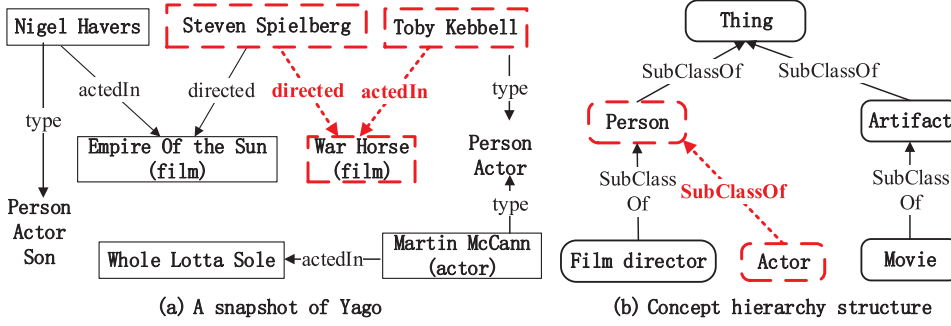 Nigel Havers
Steven Spielberg
Toby Kebbell
actedIn
directed
directed
actedIn
type
type
Empire Of the Sun
(film)
War Horse
(film)
Person
Actor
Person
Actor
Son
type
Whole Lotta Sole
actedIn
Martin McCann
(actor)
(a) A snapshot of Yago
Thing
SubClassOf
SubClassOf
Person
Artifact
SubClass
Of
SubClassOf
SubClass
Of
Film director
Actor
Movie
(b) Concept hierarchy structure